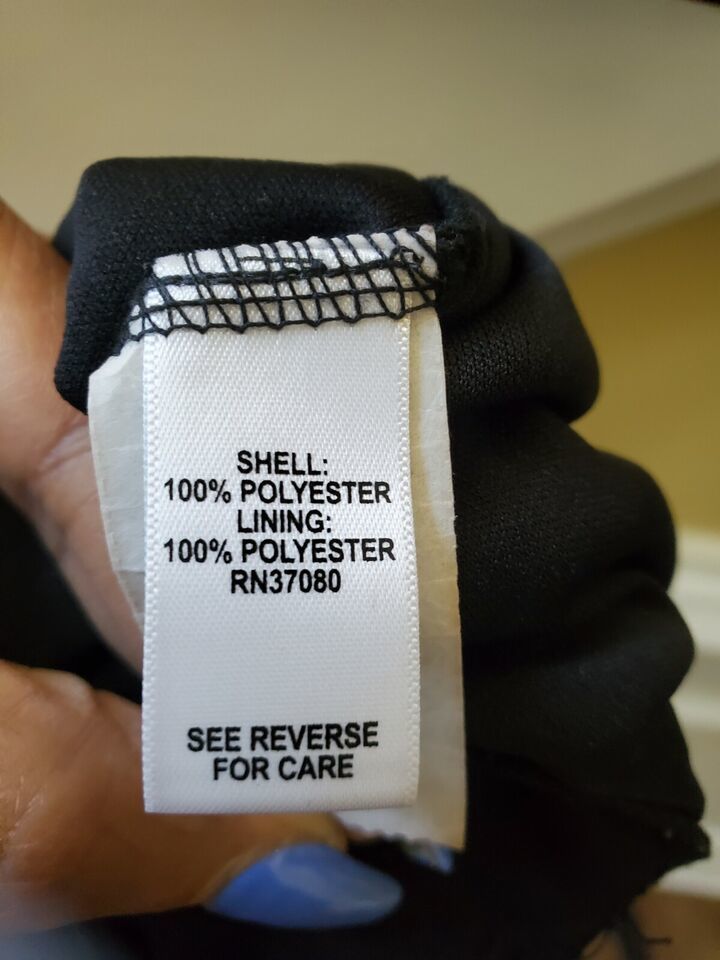 SHELL:
100% POLYESTER
LINING:
100% POLYESTER
RN37080
SEE REVERSE
FOR CARE